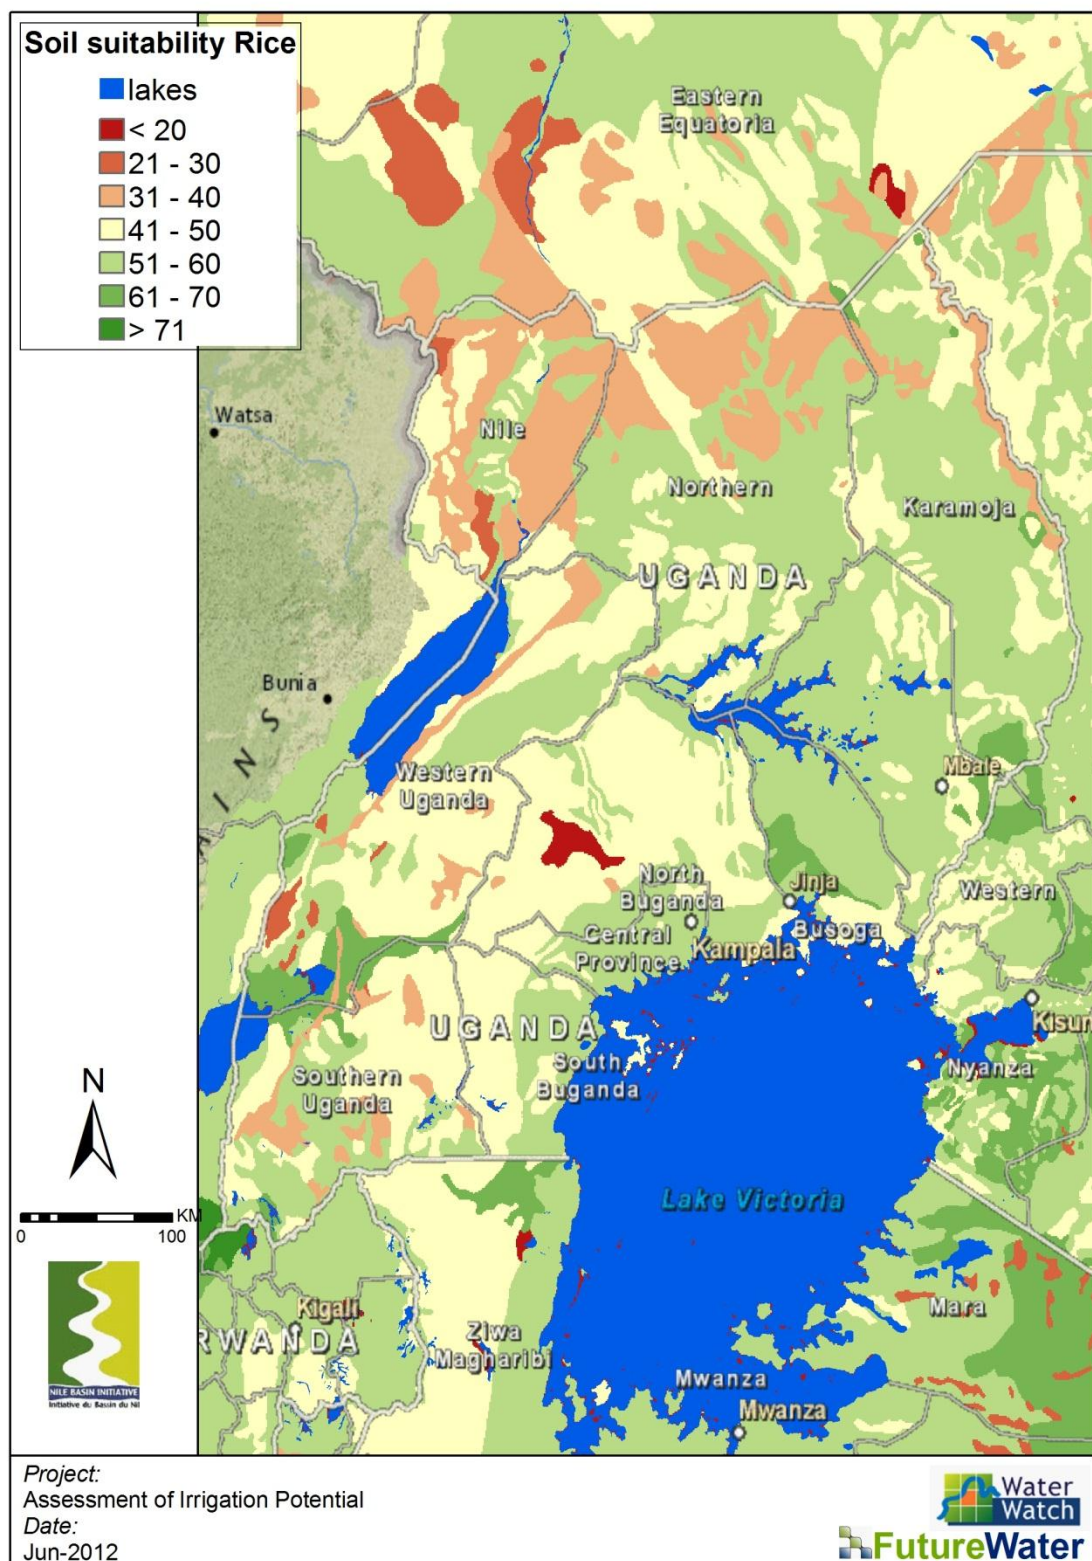 Soil suitability Rice
lakes
< 20
21 - 30
31 - 40
41 - 50
51 - 60
61 - 70
> 71
Eastern
Equatoria
Watsa
Nile
Northern
Karamoja
UGANDA
Bunia
AINS
Western
Uganda
Mbale
North
Buganda
Jinja
Western
Busoga
Central
Province
Kampala
Kisum
UGANDA
South
Buganda
Nyanza
Southern
Uganda
N
Lake Victoria
KM
0 100
Kigali
RWANDA
Ziwa
Magharibi
Mara
Mwanza
Mwanza
NILE BASIN INITIATIVE
Initiative du Bassin du Nil
Project:
Assessment of Irrigation Potential
Date:
Jun-2012
Water
Watch
FutureWater